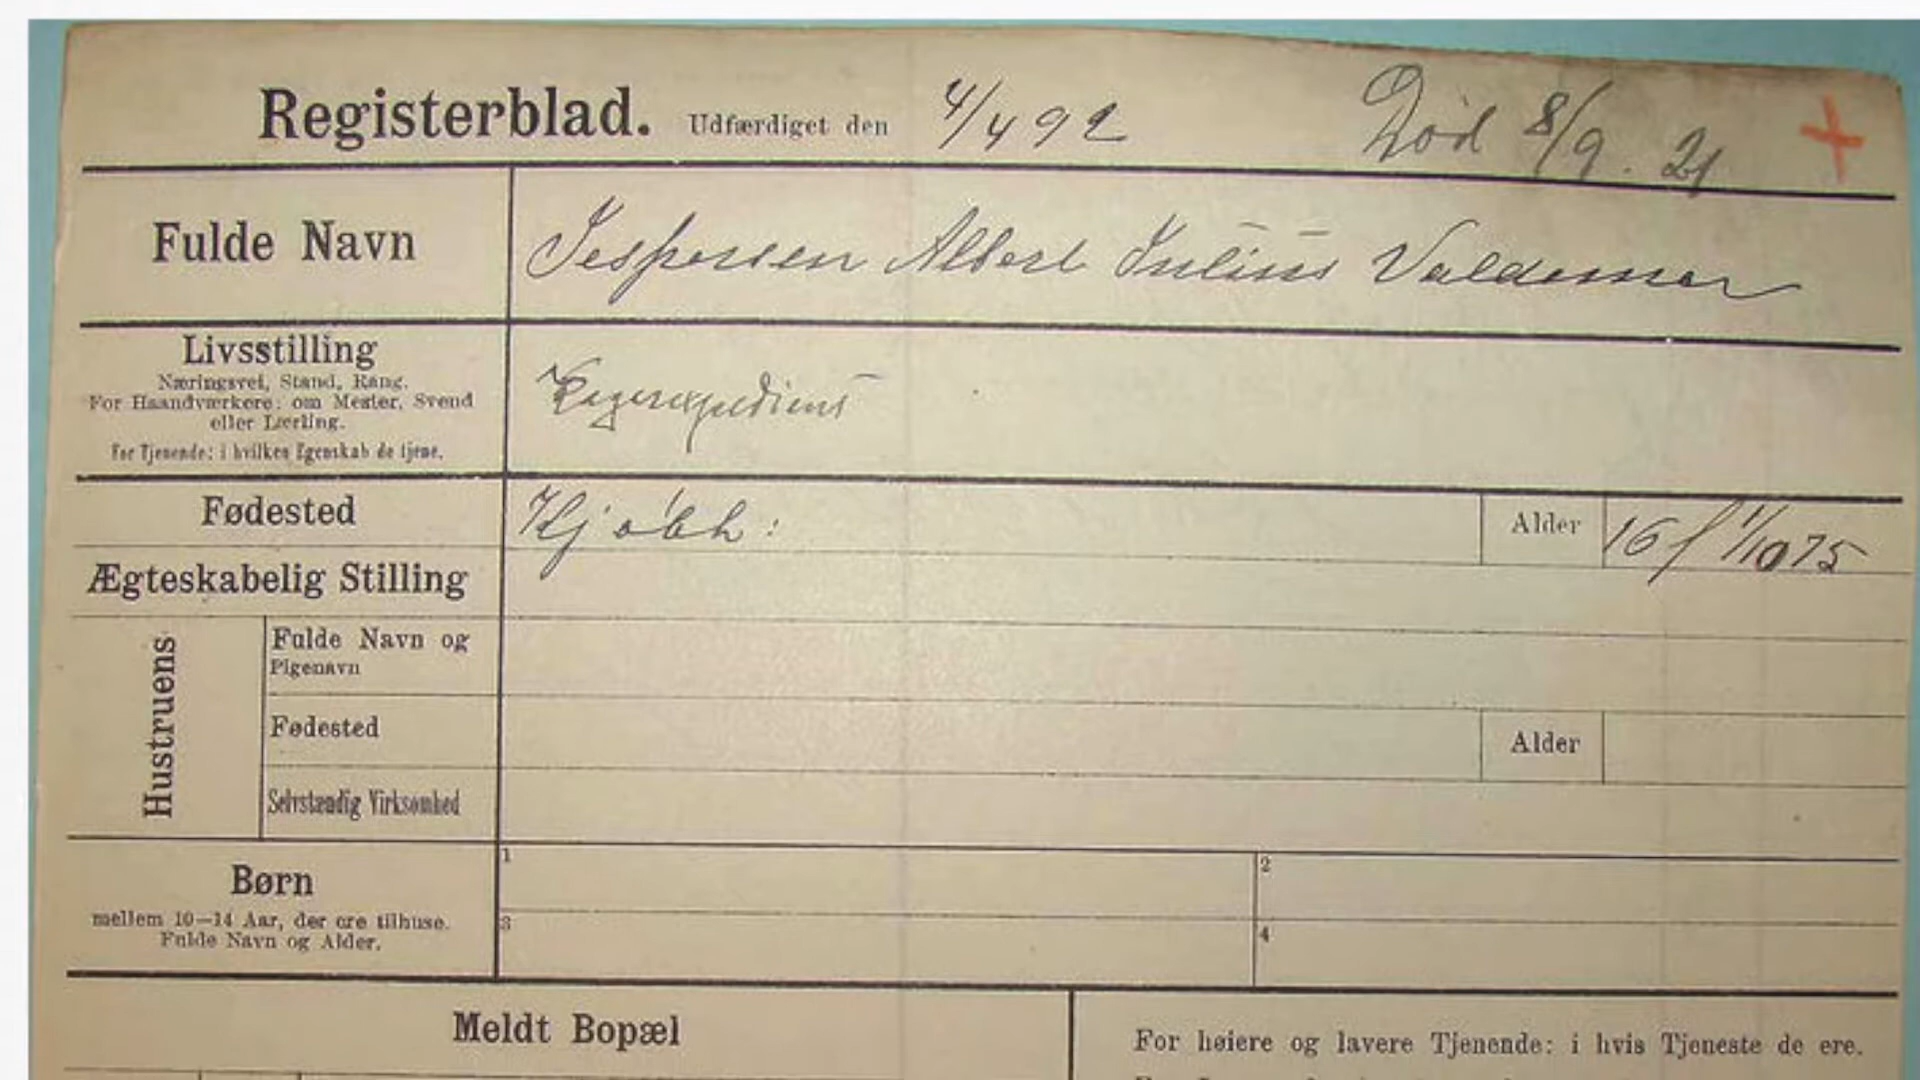 Registerblad. Udfærdiget den 4/4 92 Død 8/9. 21
Fulde Navn Jespersen Albert Julius Valdemar
Livsstilling
Næringsvei, Stand, Rang.
For Haandværkere: om Mester, Svend
eller Lærling.
For Tjenende: i hvilken Egenskab de tjene.
Lagerexpedient
Fødested Kjøbh: Alder 16 f 1/10 75
Ægteskabelig Stilling
Hustruens
Fulde Navn og
Pigenavn
Fødested Alder
Selvstændig Virksomhed
Børn
mellem 10—14 Aar, der ere tilhuse.
Fulde Navn og Alder.
1 2
3 4
Meldt Bopæl
For høiere og lavere Tjenende: i hvis Tjeneste de ere.